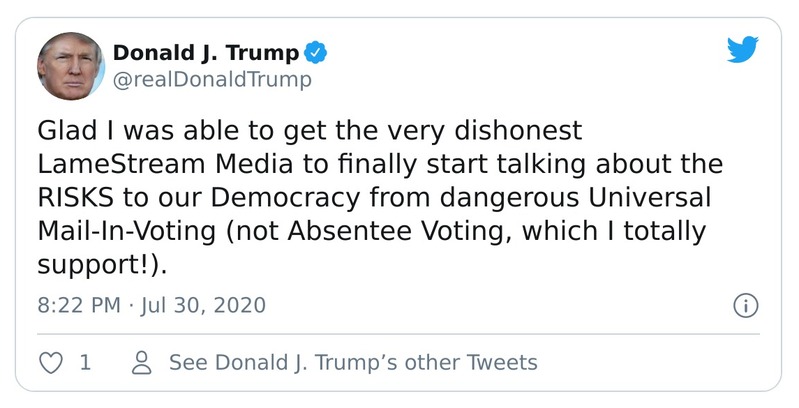 Donald J. Trump
@realDonaldTrump
Glad I was able to get the very dishonest
LameStream Media to finally start talking about the
RISKS to our Democracy from dangerous Universal
Mail-In-Voting (not Absentee Voting, which I totally
support!).
8:22 PM · Jul 30, 2020
1 See Donald J. Trump’s other Tweets